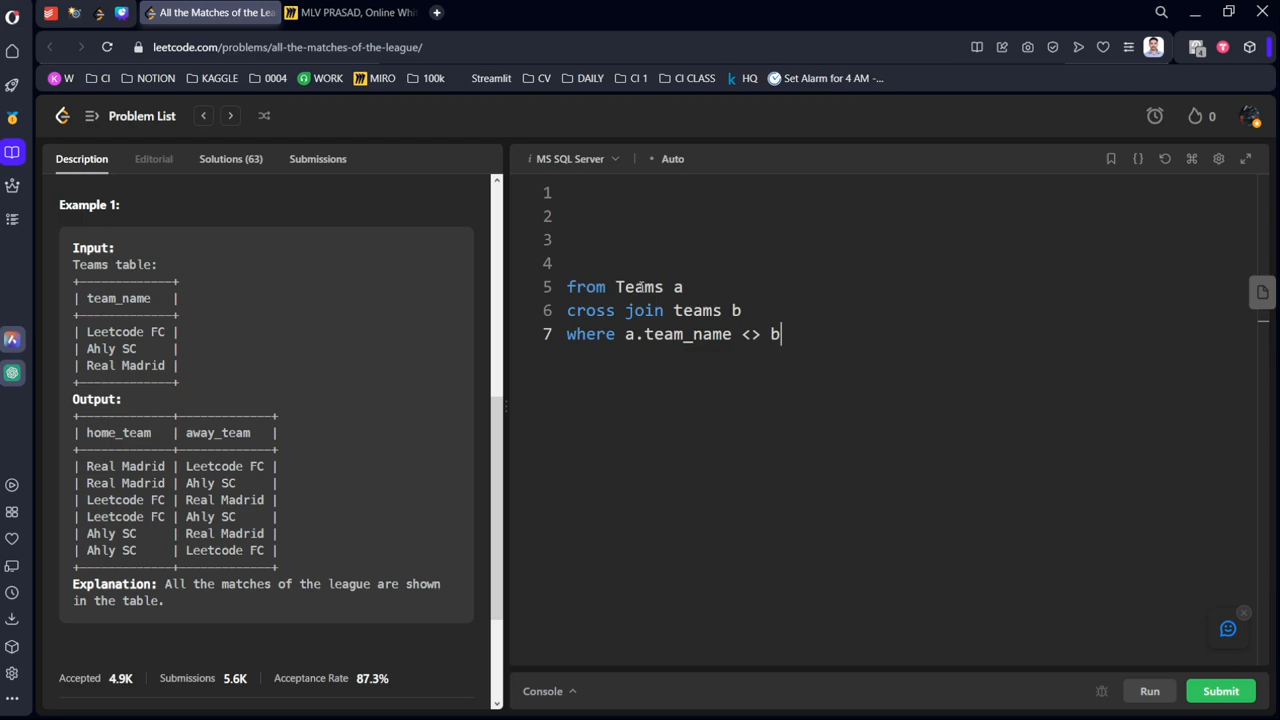 All the Matches of the Lea
MLV PRASAD, Online Whit
leetcode.com/problems/all-the-matches-of-the-league/
W CI NOTION KAGGLE 0004 WORK MIRO 100k Streamlit CV DAILY CI 1 CI CLASS HQ Set Alarm for 4 AM -...
Problem List
0
Description Editorial Solutions (63) Submissions
Example 1:
Input:
Teams table:
+-------------+
| team_name   |
+-------------+
| Leetcode FC |
| Ahly SC     |
| Real Madrid |
+-------------+
Output:
+-------------+-------------+
| home_team   | away_team   |
+-------------+-------------+
| Real Madrid | Leetcode FC |
| Real Madrid | Ahly SC     |
| Leetcode FC | Real Madrid |
| Leetcode FC | Ahly SC     |
| Ahly SC     | Real Madrid |
| Ahly SC     | Leetcode FC |
+-------------+-------------+
Explanation: All the matches of the league are shown
in the table.
Accepted 4.9K Submissions 5.6K Acceptance Rate 87.3%
i MS SQL Server • Auto
1
2
3
4
5 from Teams a
6 cross join teams b
7 where a.team_name <> b
Console Run Submit